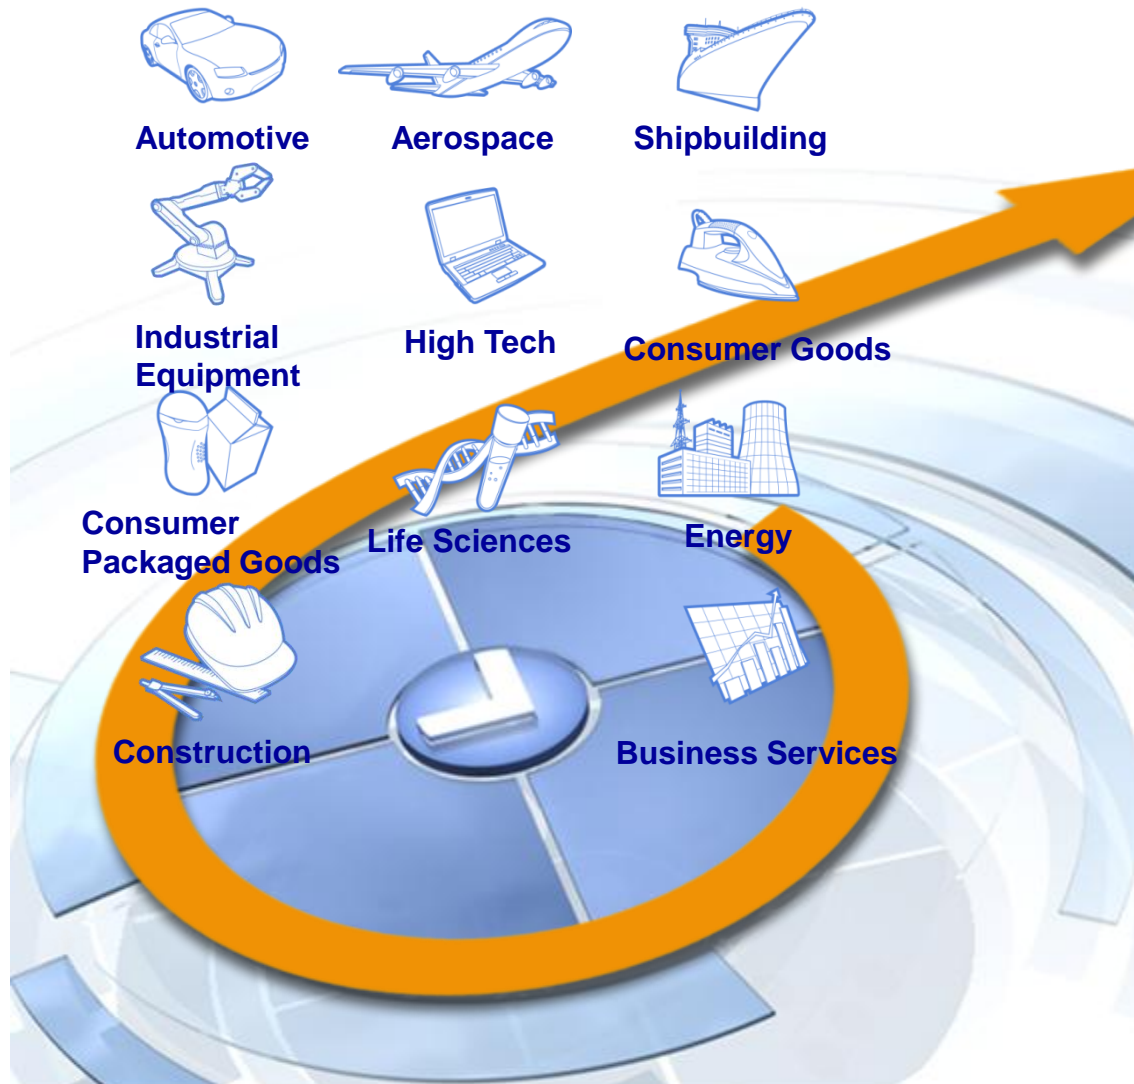 Automotive
Aerospace
Shipbuilding
Industrial
Equipment
High Tech
Consumer Goods
Consumer
Packaged Goods
Life Sciences
Energy
Construction
Business Services